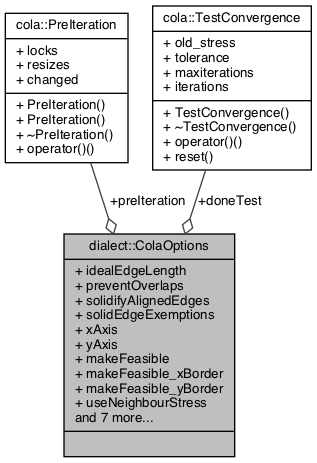 cola::PreIteration
+ locks
+ resizes
+ changed
+ PreIteration()
+ PreIteration()
+ ~PreIteration()
+ operator()()
cola::TestConvergence
+ old_stress
+ tolerance
+ maxiterations
+ iterations
+ TestConvergence()
+ ~TestConvergence()
+ operator()()
+ reset()
+preIteration
+doneTest
dialect::ColaOptions
+ idealEdgeLength
+ preventOverlaps
+ solidifyAlignedEdges
+ solidEdgeExemptions
+ xAxis
+ yAxis
+ makeFeasible
+ makeFeasible_xBorder
+ makeFeasible_yBorder
+ useNeighbourStress
and 7 more...